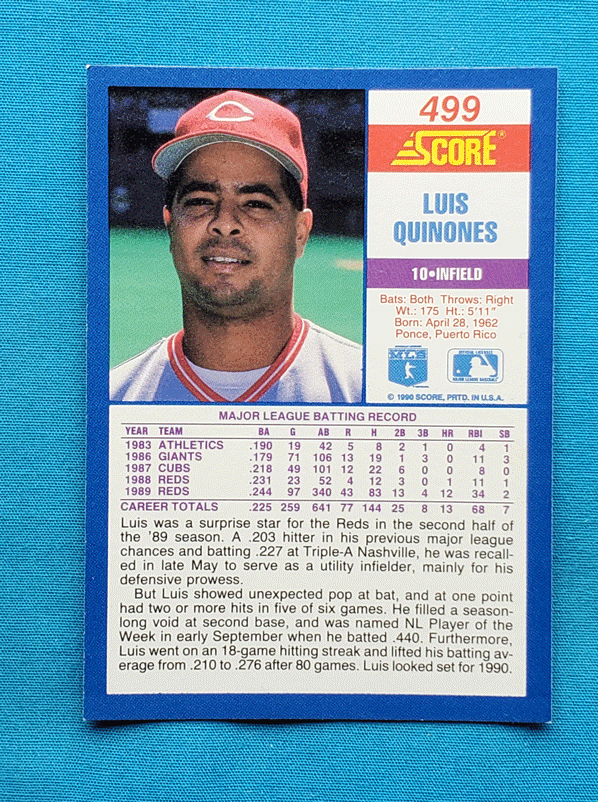 499
SCORE®
LUIS
QUINONES
10•INFIELD
Bats: Both Throws: Right
Wt.: 175 Ht.: 5'11"
Born: April 28, 1962
Ponce, Puerto Rico
© 1990 SCORE, PRTD. IN U.S.A.
MAJOR LEAGUE BATTING RECORD
YEAR TEAM BA G AB R H 2B 3B HR RBI SB
1983 ATHLETICS .190 19 42 5 8 2 1 0 4 1
1986 GIANTS .179 71 106 13 19 1 3 0 11 3
1987 CUBS .218 49 101 12 22 6 0 0 8 0
1988 REDS .231 23 52 4 12 3 0 1 11 1
1989 REDS .244 97 340 43 83 13 4 12 34 2
CAREER TOTALS .225 259 641 77 144 25 8 13 68 7
Luis was a surprise star for the Reds in the second half of
the '89 season. A .203 hitter in his previous major league
chances and batting .227 at Triple-A Nashville, he was recall-
ed in late May to serve as a utility infielder, mainly for his
defensive prowess.
But Luis showed unexpected pop at bat, and at one point
had two or more hits in five of six games. He filled a season-
long void at second base, and was named NL Player of the
Week in early September when he batted .440. Furthermore,
Luis went on an 18-game hitting streak and lifted his batting av-
erage from .210 to .276 after 80 games. Luis looked set for 1990.